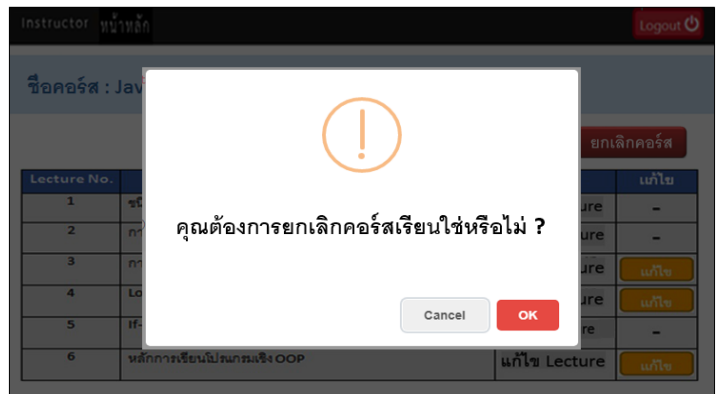 Instructor หน้าหลัก
Logout
ชื่อคอร์ส : Jav
ยกเลิกคอร์ส
Lecture No. แก้ไข
คุณต้องการยกเลิกคอร์สเรียนใช่หรือไม่ ?
1 ure -
2 ure -
3 ure แก้ไข
4 Lo ure แก้ไข
5 If- re -
Cancel OK
6 หลักการเขียนโปรแกรมเชิง OOP แก้ไข Lecture แก้ไข